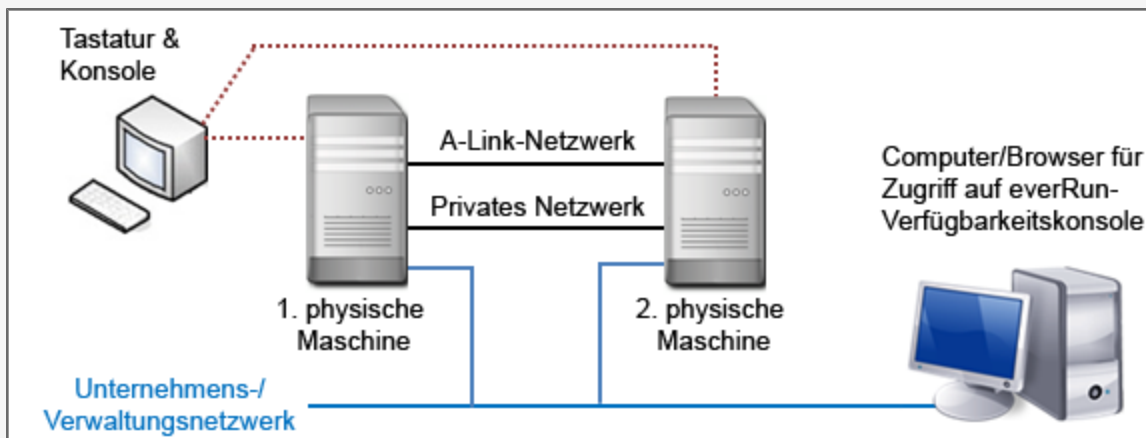 Tastatur &
Konsole
A-Link-Netzwerk
Privates Netzwerk
Computer/Browser für
Zugriff auf everRun-
Verfügbarkeitskonsole
1. physische
Maschine
2. physische
Maschine
Unternehmens-/
Verwaltungsnetzwerk